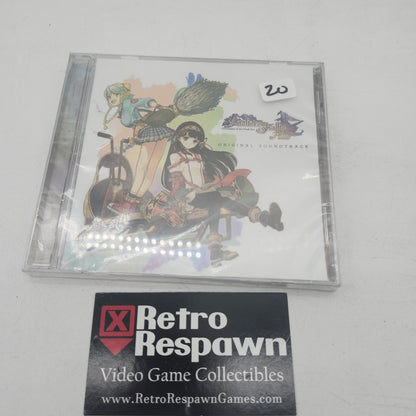 20
ORIGINAL SOUNDTRACK
Retro
Respawn
Video Game Collectibles
www.RetroRespawnGames.com